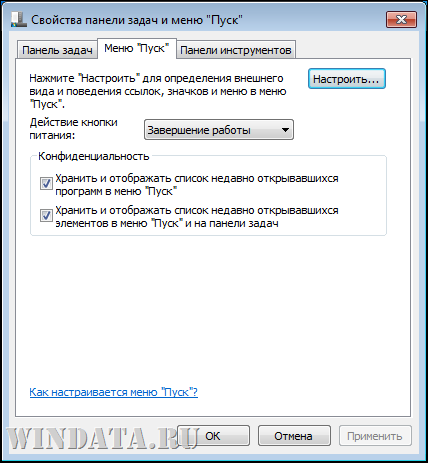 Свойства панели задач и меню "Пуск"
Панель задач Меню "Пуск" Панели инструментов
Нажмите "Настроить" для определения внешнего
вида и поведения ссылок, значков и меню в меню
"Пуск".
Настроить...
Действие кнопки
питания:
Завершение работы
Конфиденциальность
Хранить и отображать список недавно открывавшихся
программ в меню "Пуск"
Хранить и отображать список недавно открывавшихся
элементов в меню "Пуск" и на панели задач
Как настраивается меню "Пуск"?
ОК Отмена Применить
WINDATA.RU